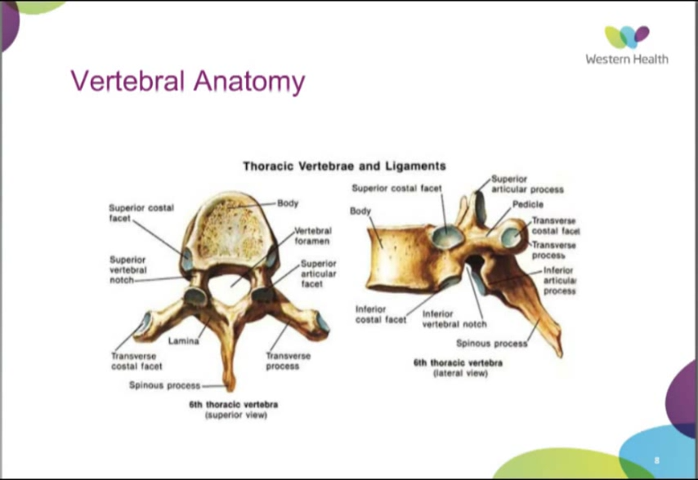 Western Health
Vertebral Anatomy
Thoracic Vertebrae and Ligaments
Superior costal
facet
Body
Vertebral
foramen
Superior
vertebral
notch
Superior
articular
facet
Lamina
Transverse
costal facet
Transverse
process
Spinous process
6th thoracic vertebra
(superior view)
Superior costal facet
Superior
articular process
Body
Pedicle
Transverse
costal facet
Transverse
process
Inferior
articular
process
Inferior
costal facet
Inferior
vertebral notch
Spinous process
6th thoracic vertebra
(lateral view)
8